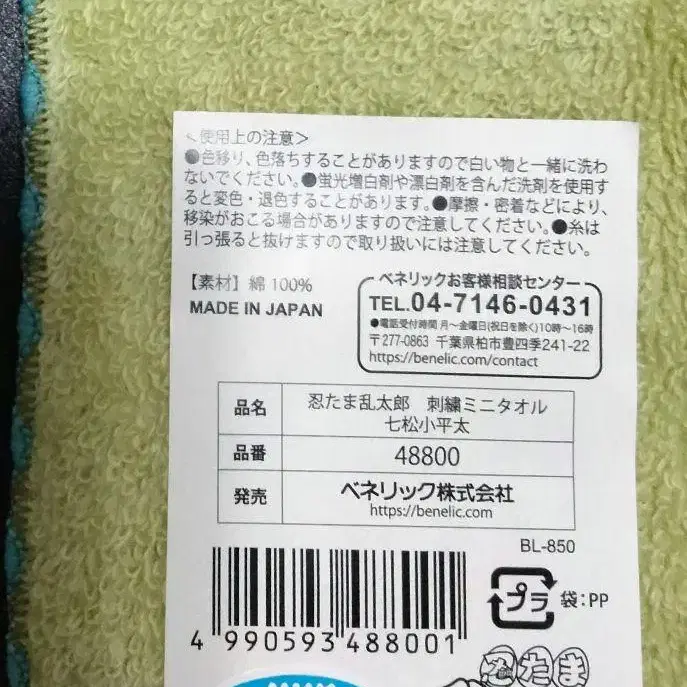 ＜使用上の注意＞
●色移り、色落ちすることがありますので白い物と一緒に洗わ
ないでください。●蛍光増白剤や漂白剤を含んだ洗剤を使用す
ると変色・退色することがあります。●摩擦・密着などにより、
移染がおこる場合がありますので注意してください。●糸は
引っ張ると抜けますので取り扱いには注意してください。
【素材】綿 100%
MADE IN JAPAN
ベネリックお客様相談センター
TEL.04-7146-0431
●電話受付時間 月～金曜日(祝日を除く)10時～16時
〒277-0863 千葉県柏市豊四季241-22
https://benelic.com/contact
品名 忍たま乱太郎 刺繍ミニタオル
七松小平太
品番 48800
発売 ベネリック株式会社
https://benelic.com
BL-850
プラ 袋:PP
4 990593 488001
忍たま